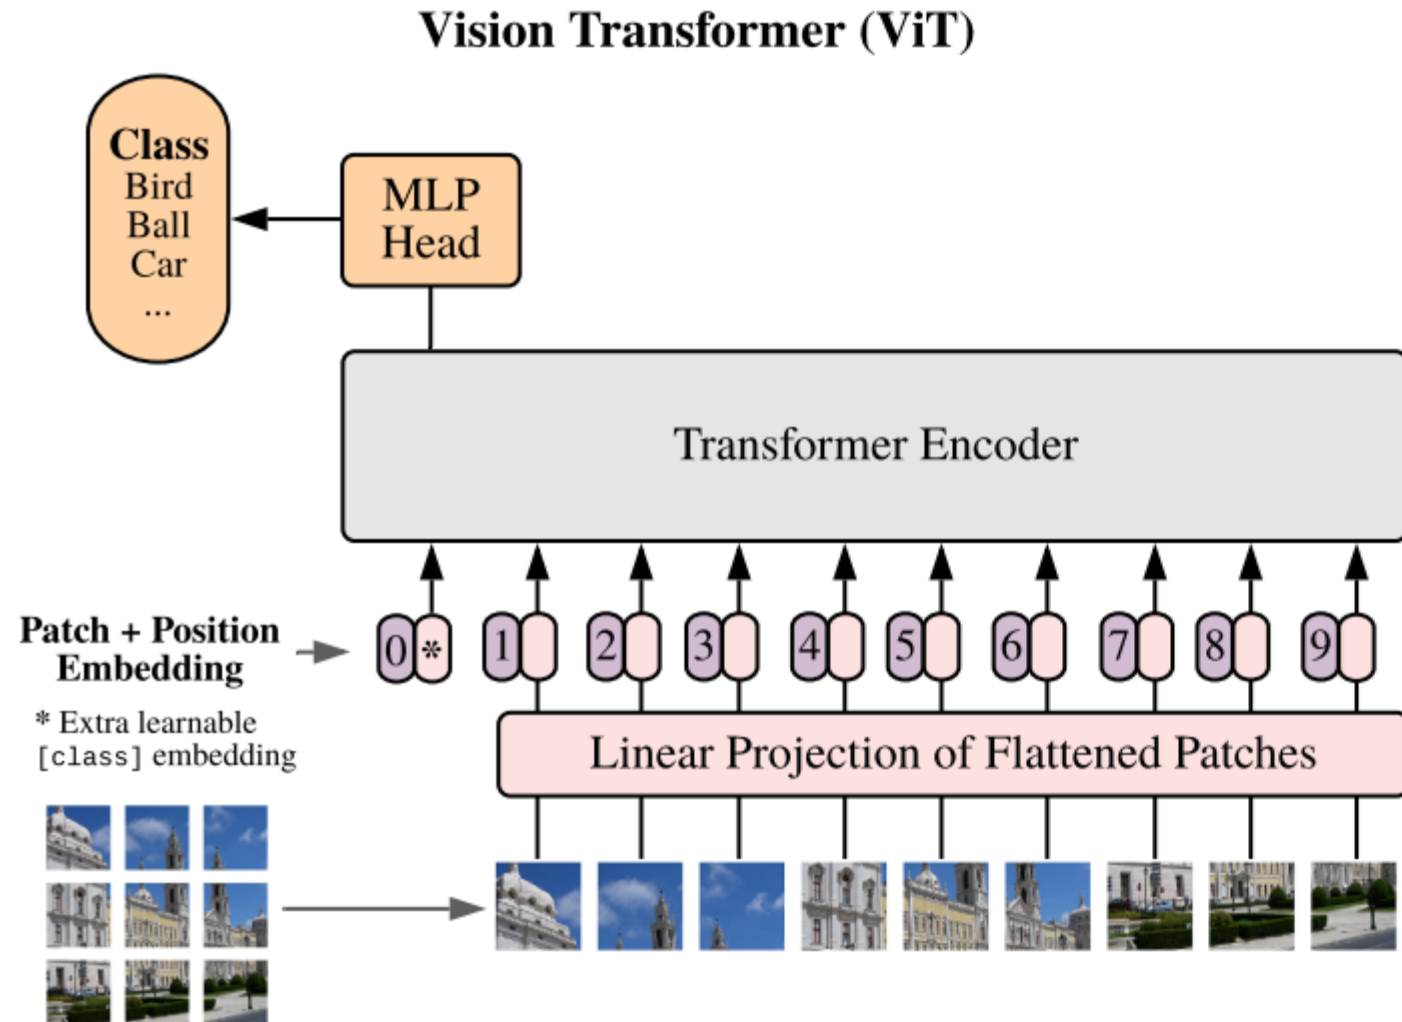 Vision Transformer (ViT)
Class
Bird
Ball
Car
...
MLP
Head
Transformer Encoder
Patch + Position
Embedding
0 * 1 2 3 4 5 6 7 8 9
* Extra learnable
[class] embedding
Linear Projection of Flattened Patches